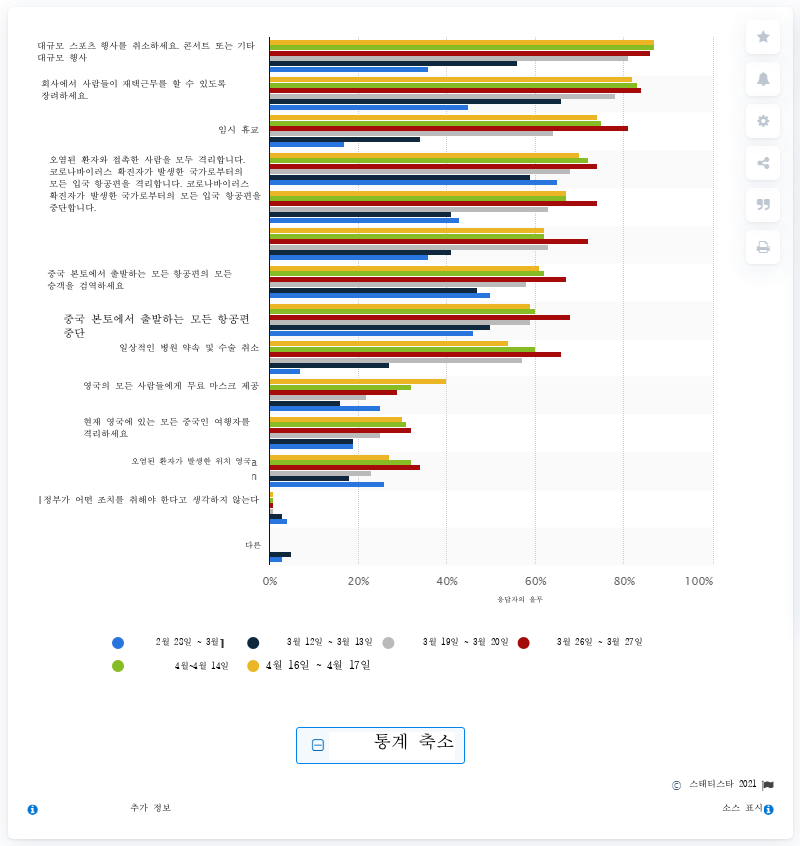 대규모 스포츠 행사를 취소하세요. 콘서트 또는 기타
대규모 행사
회사에서 사람들이 재택근무를 할 수 있도록
장려하세요.
임시 휴교
오염된 환자와 접촉한 사람을 모두 격리합니다.
코로나바이러스 확진자가 발생한 국가로부터의
모든 입국 항공편을 격리합니다. 코로나바이러스
확진자가 발생한 국가로부터의 모든 입국 항공편을
중단합니다.
중국 본토에서 출발하는 모든 항공편의 모든
승객을 검역하세요
중국 본토에서 출발하는 모든 항공편
중단
일상적인 병원 약속 및 수술 취소
영국의 모든 사람들에게 무료 마스크 제공
현재 영국에 있는 모든 중국인 여행자를
격리하세요
오염된 환자가 발생한 위치 영국a
n
정부가 어떤 조치를 취해야 한다고 생각하지 않는다
다른
0% 20% 40% 60% 80% 100%
응답자의 율무
2월 28일 ~ 3월1 3월 12일 ~ 3월 13일 3월 19일 ~ 3월 20일 3월 26일 ~ 3월 27일
4월~4월 14일 4월 16일 ~ 4월 17일
통계 축소
© 스태티스타 2021
추가 정보 소스 표시